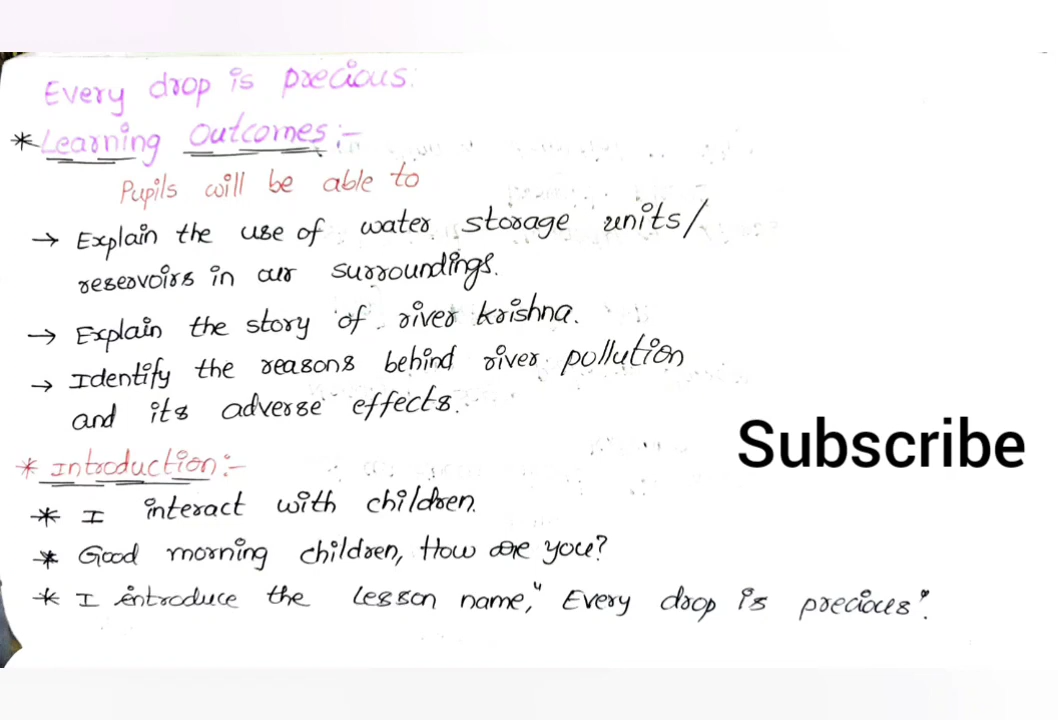 Every drop is precious.
* Learning Outcomes:-
Pupils will be able to
→ Explain the use of water storage units/
reservoirs in our surroundings.
→ Explain the story of river krishna.
→ Identify the reasons behind river pollution
and its adverse effects.
Subscribe
* Introduction:-
* I interact with children.
* Good morning children, How are you?
* I introduce the Lesson name," Every drop is precious".